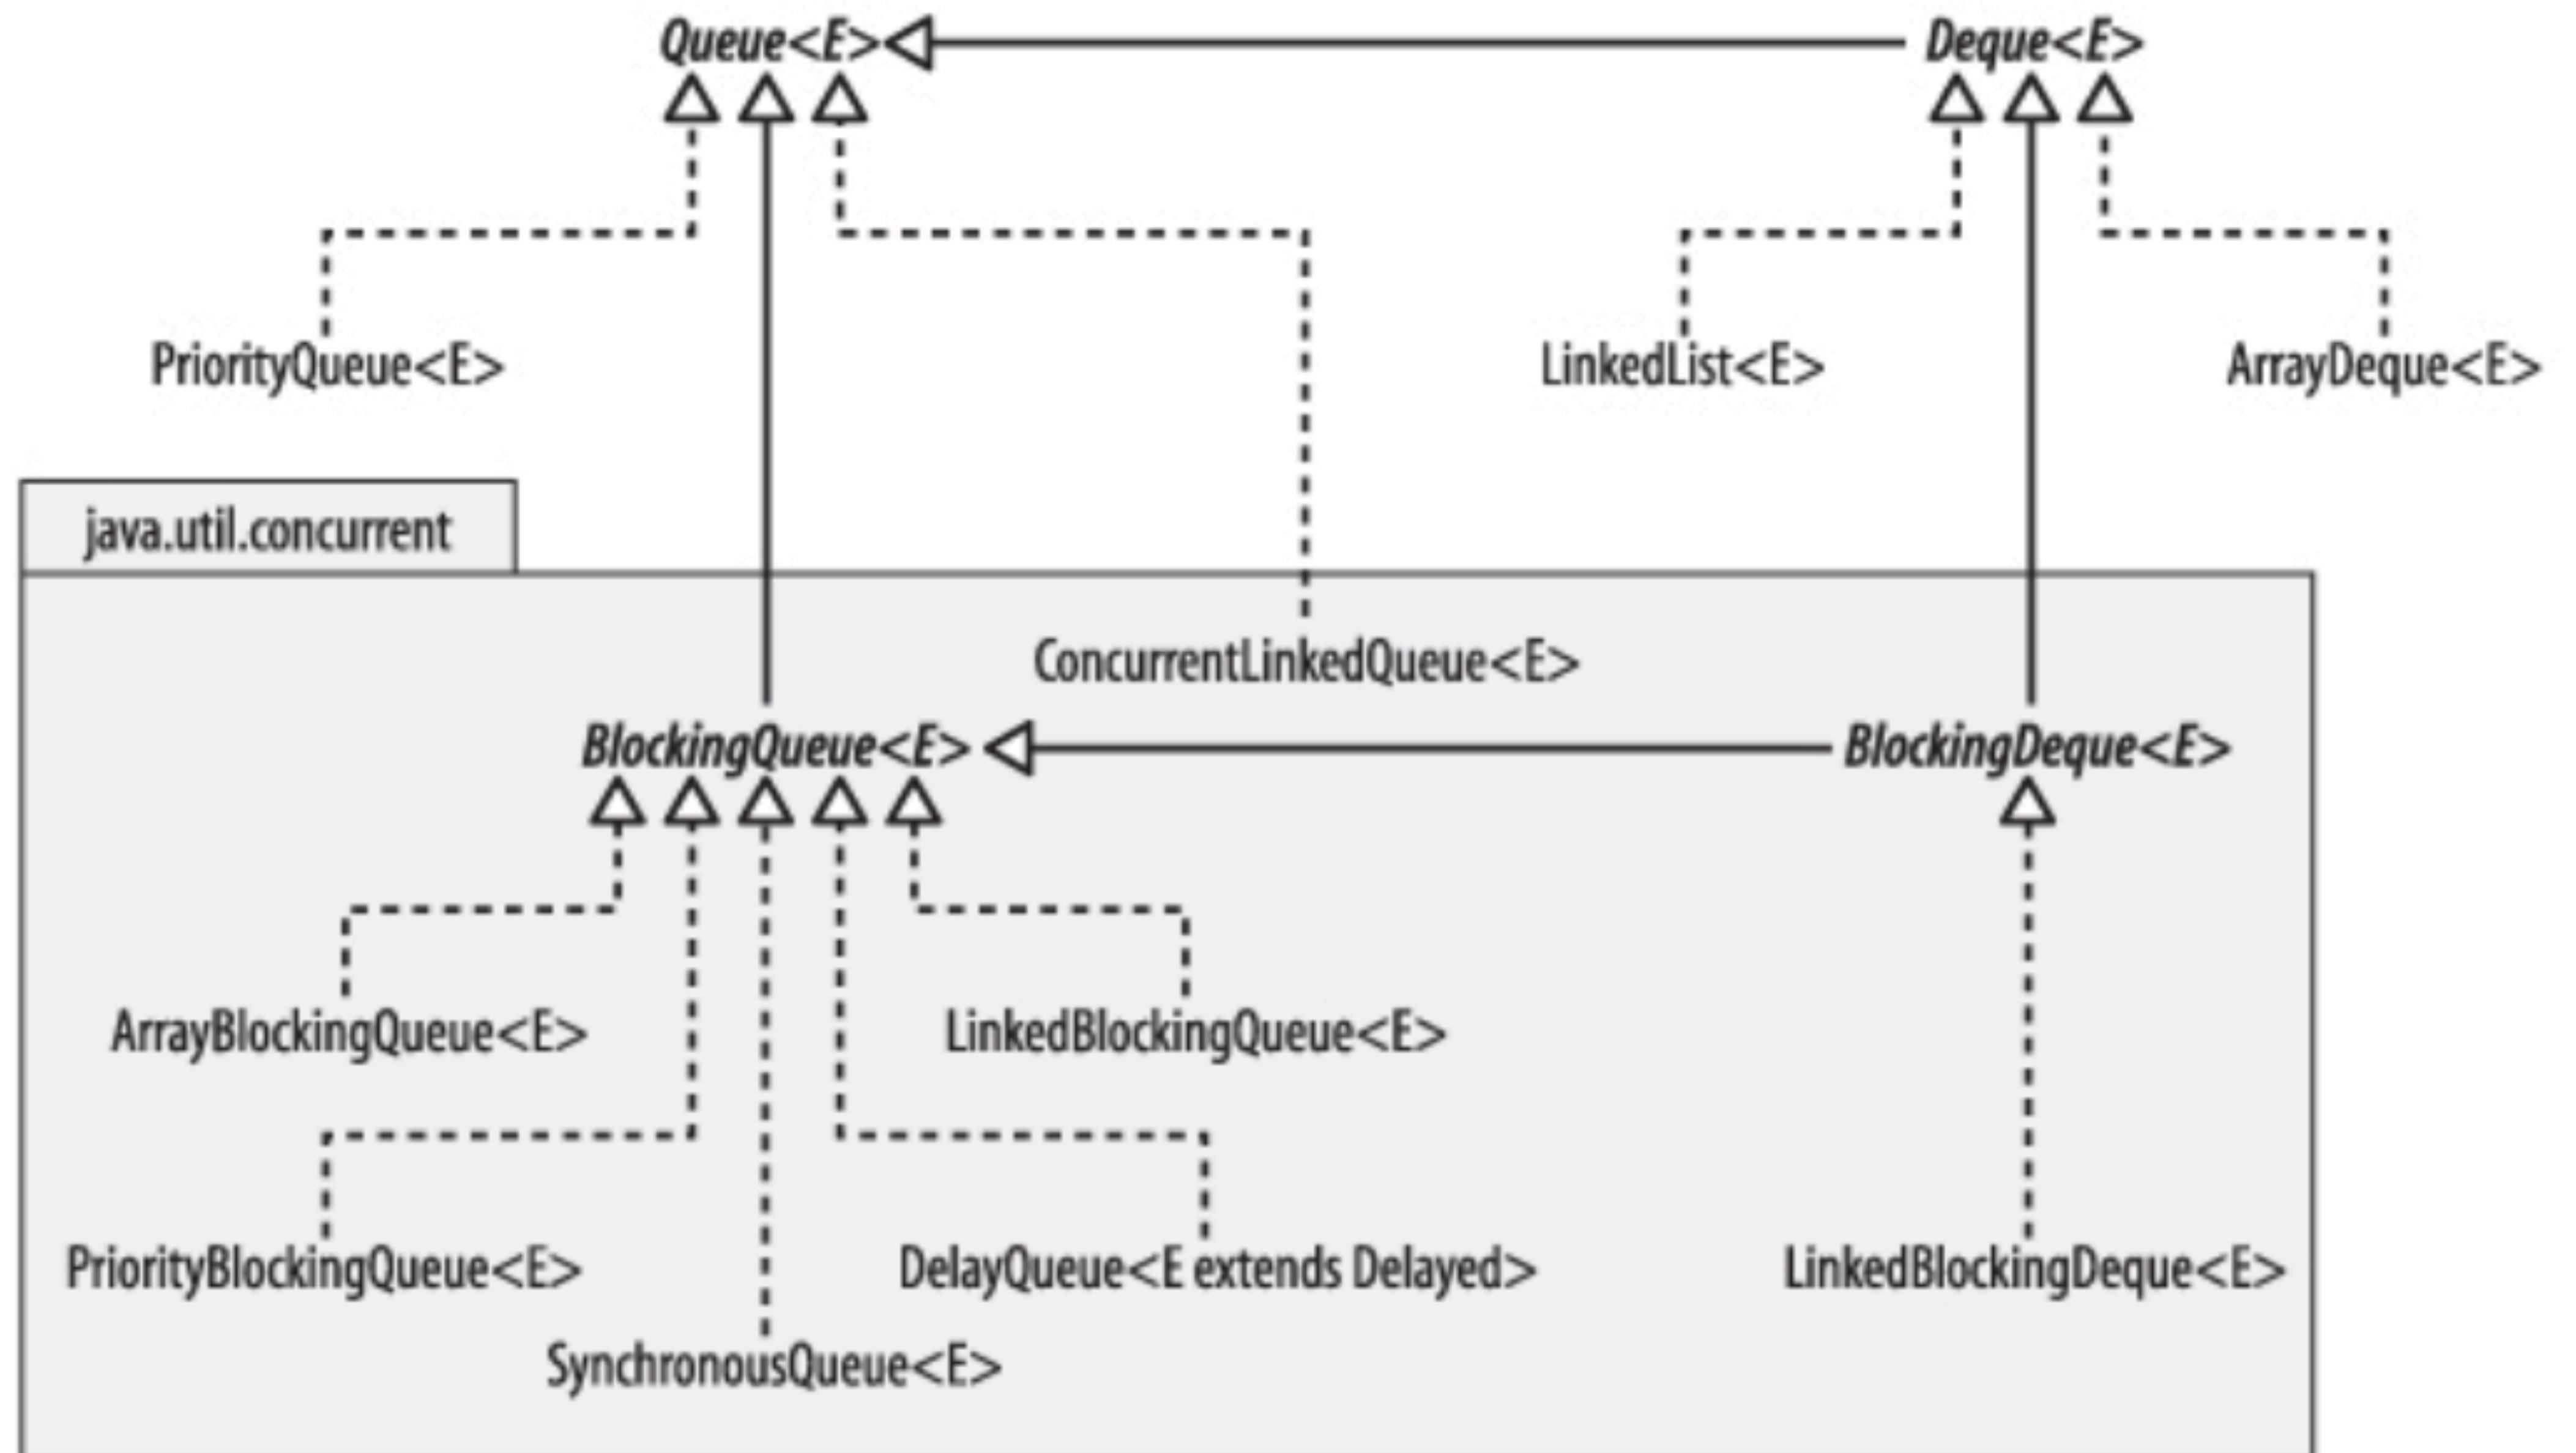 Queue<E>
Deque<E>
PriorityQueue<E>
LinkedList<E>
ArrayDeque<E>
java.util.concurrent
ConcurrentLinkedQueue<E>
BlockingQueue<E>
BlockingDeque<E>
ArrayBlockingQueue<E>
LinkedBlockingQueue<E>
PriorityBlockingQueue<E>
DelayQueue<E extends Delayed>
LinkedBlockingDeque<E>
SynchronousQueue<E>